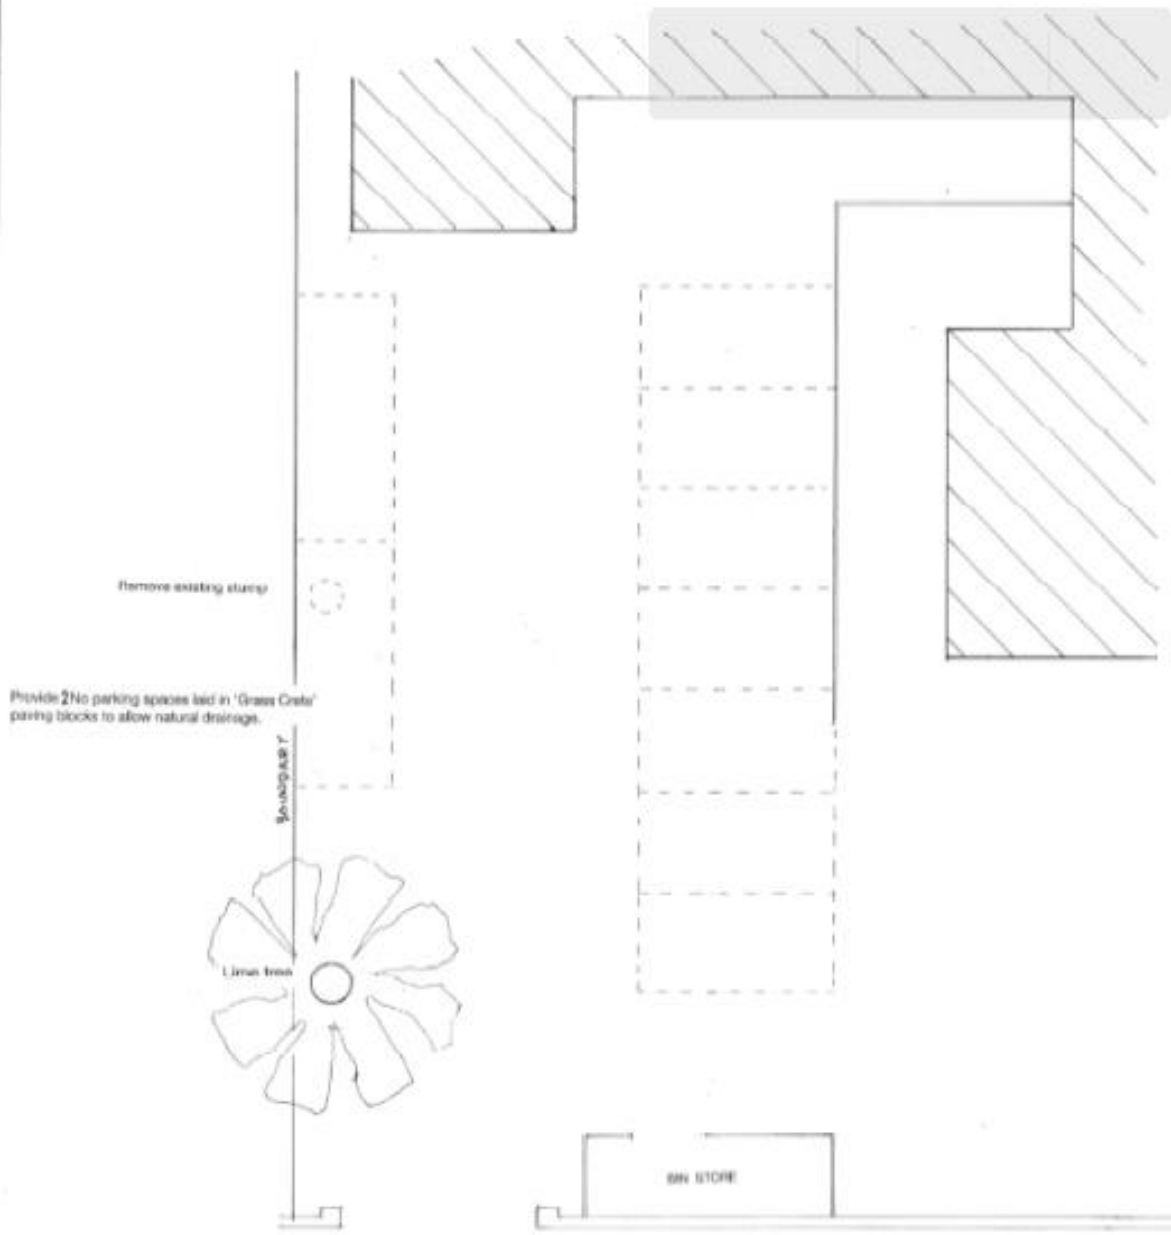 Remove existing stump
Provide 2No parking spaces laid in 'Grass Crete'
paving blocks to allow natural drainage.
BOUNDARY
Lime tree
BIN STORE